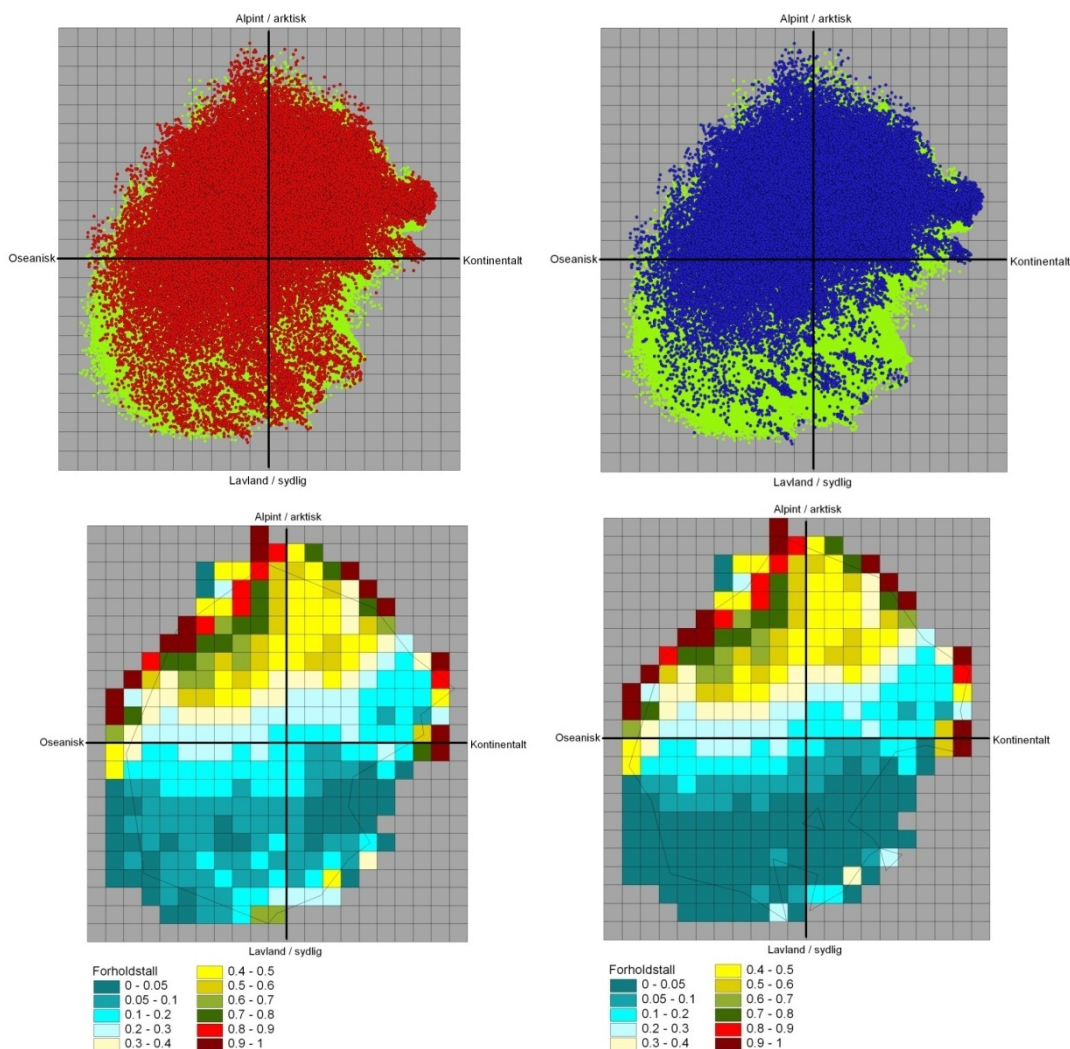 Alpint / arktisk
Oseanisk
Kontinentalt
Lavland / sydlig
Alpint / arktisk
Oseanisk
Kontinentalt
Lavland / sydlig
Alpint / arktisk
Oseanisk
Kontinentalt
Lavland / sydlig
Forholdstall
0 - 0.05
0.05 - 0.1
0.1 - 0.2
0.2 - 0.3
0.3 - 0.4
0.4 - 0.5
0.5 - 0.6
0.6 - 0.7
0.7 - 0.8
0.8 - 0.9
0.9 - 1
Alpint / arktisk
Oseanisk
Kontinentalt
Lavland / sydlig
Forholdstall
0 - 0.05
0.05 - 0.1
0.1 - 0.2
0.2 - 0.3
0.3 - 0.4
0.4 - 0.5
0.5 - 0.6
0.6 - 0.7
0.7 - 0.8
0.8 - 0.9
0.9 - 1